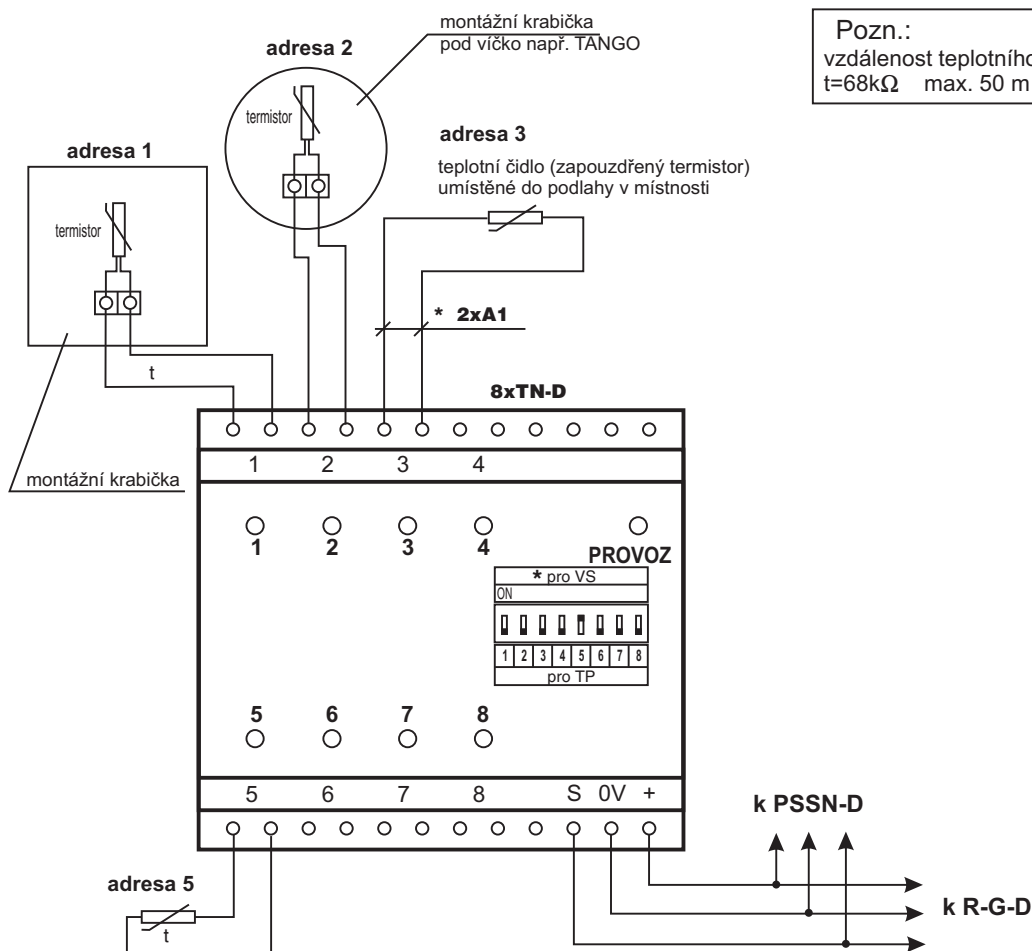 montážní krabička
pod víčko např. TANGO
adresa 2
termistor
Pozn.:
vzdálenost teplotního
t=68kΩ max. 50 m
adresa 3
teplotní čidlo (zapouzdřený termistor)
umístěné do podlahy v místnosti
adresa 1
termistor
* 2xA1
t
8xTN-D
1 2 3 4
montážní krabička
1 2 3 4
PROVOZ
* pro VS
ON
1 2 3 4 5 6 7 8
pro TP
5 6 7 8
5 6 7 8 S 0V +
k PSSN-D
adresa 5
t
k R-G-D